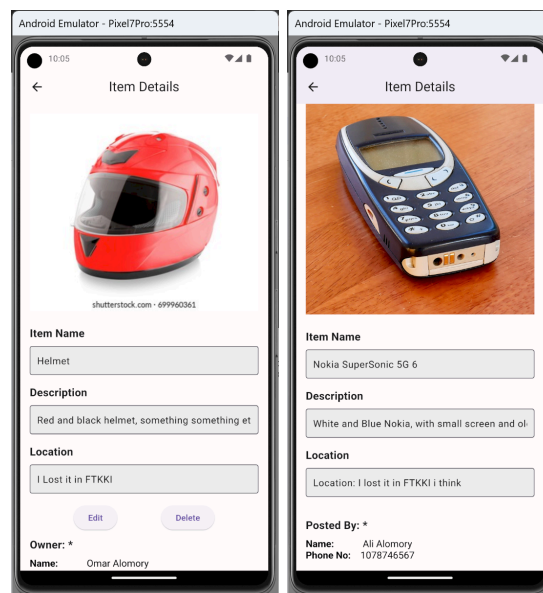 Android Emulator - Pixel7Pro:5554
10:05
Item Details
shutterstock.com · 699960361
Item Name
Helmet
Description
Red and black helmet, something something et
Location
I Lost it in FTKKI
Edit
Delete
Owner: *
Name: Omar Alomory
Android Emulator - Pixel7Pro:5554
10:05
Item Details
Item Name
Nokia SuperSonic 5G 6
Description
White and Blue Nokia, with small screen and ol
Location
Location: I lost it in FTKKI i think
Posted By: *
Name: Ali Alomory
Phone No: 1078746567